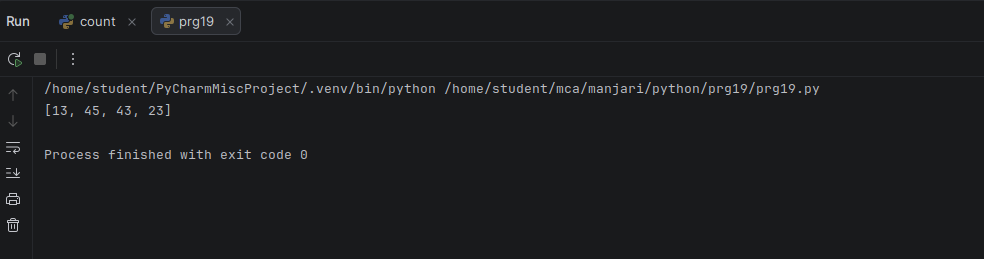 Run count prg19
/home/student/PyCharmMiscProject/.venv/bin/python /home/student/mca/manjari/python/prg19/prg19.py
[13, 45, 43, 23]
Process finished with exit code 0